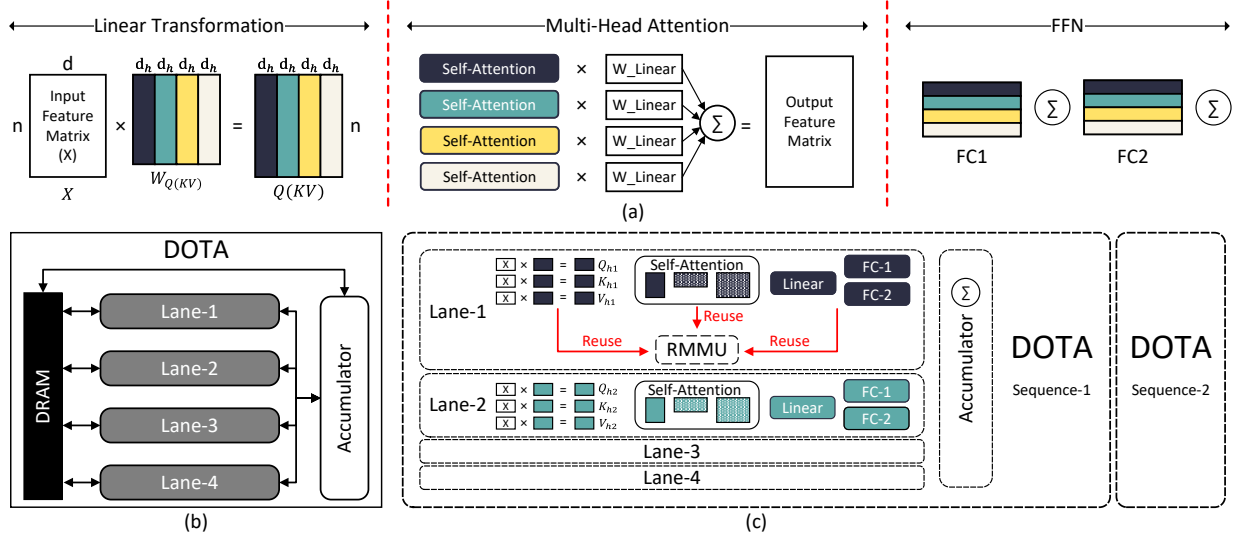 Linear Transformation
d
d_h d_h d_h d_h
d_h d_h d_h d_h
n
Input
Feature
Matrix
(X)
×
=
n
X
W_Q(KV)
Q(KV)
Multi-Head Attention
Self-Attention × W_Linear
Self-Attention × W_Linear
Self-Attention × W_Linear
Self-Attention × W_Linear
Σ
=
Output
Feature
Matrix
FFN
Σ
Σ
FC1
FC2
(a)
DOTA
DRAM
Lane-1
Lane-2
Lane-3
Lane-4
Accumulator
(b)
Lane-1
X × = Q_h1
X × = K_h1
X × = V_h1
Self-Attention
Linear
FC-1
FC-2
Reuse
Reuse
Reuse
RMMU
Lane-2
X × = Q_h2
X × = K_h2
X × = V_h2
Self-Attention
Linear
FC-1
FC-2
Lane-3
Lane-4
Σ
Accumulator
DOTA
Sequence-1
DOTA
Sequence-2
(c)